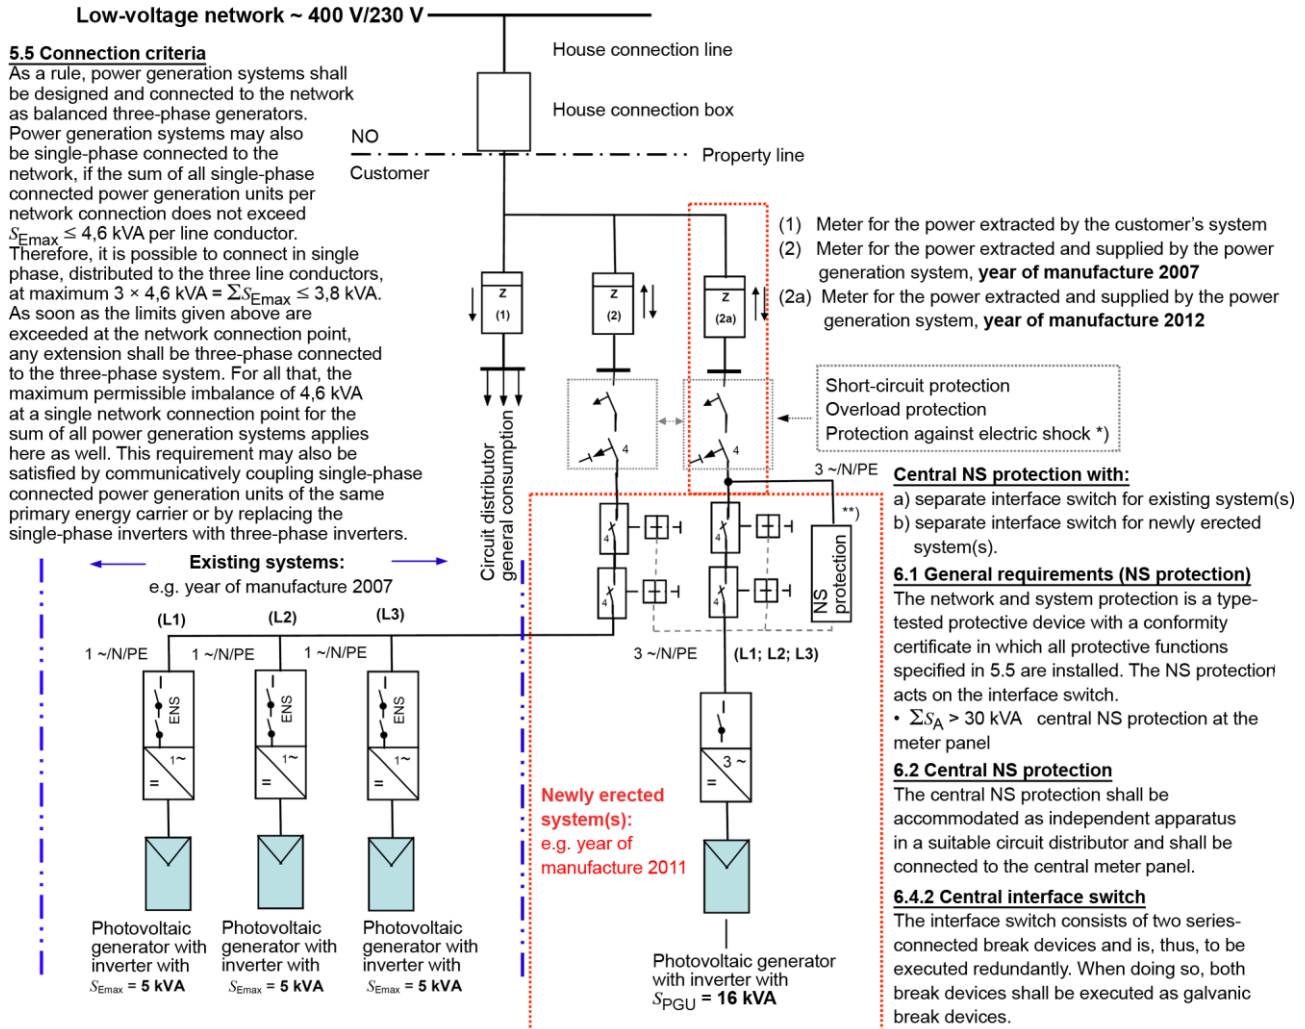 Low-voltage network ~ 400 V/230 V
5.5 Connection criteria
As a rule, power generation systems shall
be designed and connected to the network
as balanced three-phase generators.
Power generation systems may also
be single-phase connected to the
network, if the sum of all single-phase
connected power generation units per
network connection does not exceed
S_Emax ≤ 4,6 kVA per line conductor.
Therefore, it is possible to connect in single
phase, distributed to the three line conductors,
at maximum 3 × 4,6 kVA = ∑S_Emax ≤ 3,8 kVA.
As soon as the limits given above are
exceeded at the network connection point,
any extension shall be three-phase connected
to the three-phase system. For all that, the
maximum permissible imbalance of 4,6 kVA
at a single network connection point for the
sum of all power generation systems applies
here as well. This requirement may also be
satisfied by communicatively coupling single-phase
connected power generation units of the same
primary energy carrier or by replacing the
single-phase inverters with three-phase inverters.
House connection line
House connection box
NO
Property line
Customer
(1) Meter for the power extracted by the customer's system
(2) Meter for the power extracted and supplied by the power
generation system, year of manufacture 2007
(2a) Meter for the power extracted and supplied by the power
generation system, year of manufacture 2012
Z
(1)
Z
(2)
Z
(2a)
Short-circuit protection
Overload protection
Protection against electric shock *)
4
4
Circuit distributor
general consumption
3 ~/N/PE
**)
NS
protection
4
4
4
4
Central NS protection with:
a) separate interface switch for existing system(s)
b) separate interface switch for newly erected
system(s).
6.1 General requirements (NS protection)
The network and system protection is a type-
tested protective device with a conformity
certificate in which all protective functions
specified in 5.5 are installed. The NS protection
acts on the interface switch.
• ∑S_A > 30 kVA central NS protection at the
meter panel
6.2 Central NS protection
The central NS protection shall be
accommodated as independent apparatus
in a suitable circuit distributor and shall be
connected to the central meter panel.
6.4.2 Central interface switch
The interface switch consists of two series-
connected break devices and is, thus, to be
executed redundantly. When doing so, both
break devices shall be executed as galvanic
break devices.
Existing systems:
e.g. year of manufacture 2007
(L1)
(L2)
(L3)
1 ~/N/PE
1 ~/N/PE
1 ~/N/PE
3 ~/N/PE
(L1; L2; L3)
ENS
ENS
ENS
1~
=
1~
=
1~
=
3 ~
=
Newly erected
system(s):
e.g. year of
manufacture 2011
Photovoltaic
generator with
inverter with
S_Emax = 5 kVA
Photovoltaic
generator with
inverter with
S_Emax = 5 kVA
Photovoltaic
generator with
inverter with
S_Emax = 5 kVA
Photovoltaic generator
with inverter with
S_PGU = 16 kVA